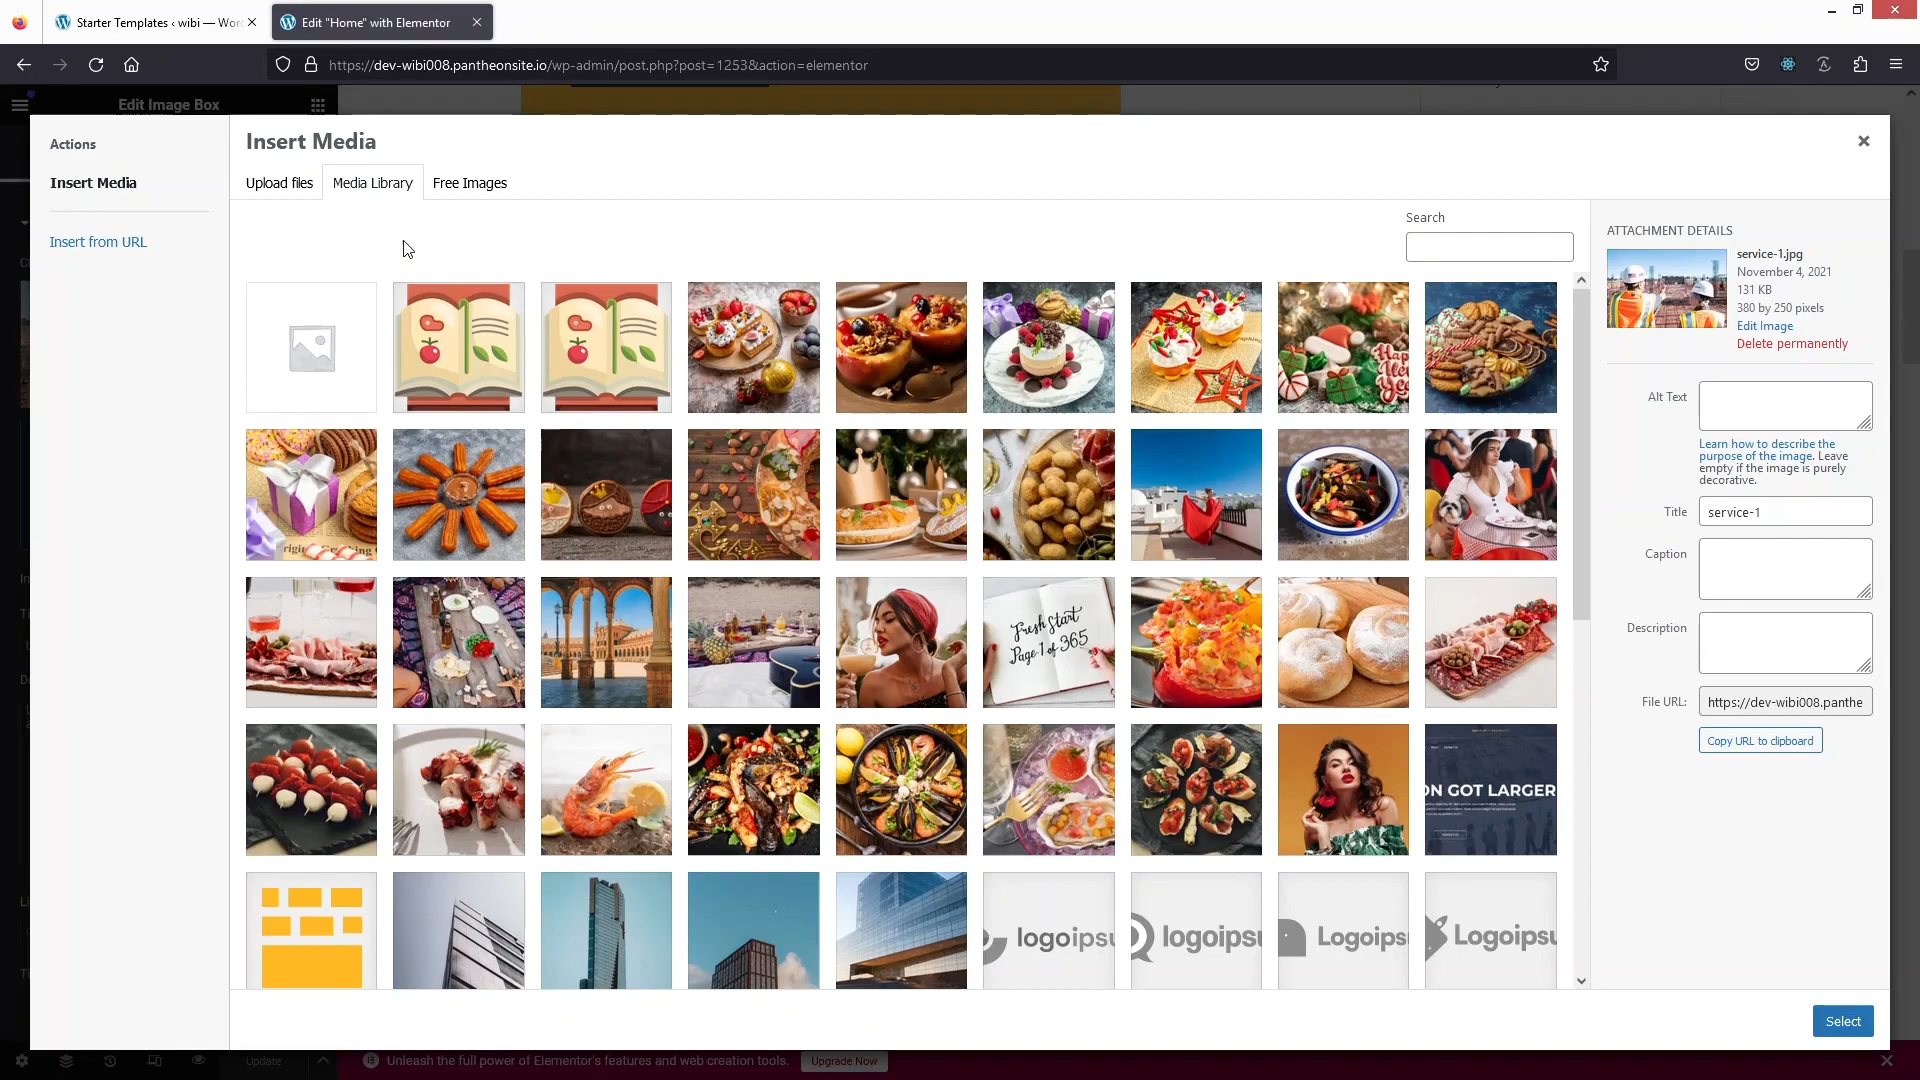 Starter Templates ‹ wibi — Wor
Edit "Home" with Elementor
https://dev-wibi008.pantheonsite.io/wp-admin/post.php?post=1253&action=elementor
Edit Image Box
Actions
Insert Media
Insert from URL
Insert Media
Upload files
Media Library
Free Images
Search
Fresh Start
Page 1 of 365
ON GOT LARGER
logoipsu
logoipsu
Logoips
Logoipsu
ATTACHMENT DETAILS
service-1.jpg
November 4, 2021
131 KB
380 by 250 pixels
Edit Image
Delete permanently
Alt Text
Learn how to describe the
purpose of the image. Leave
empty if the image is purely
decorative.
Title
service-1
Caption
Description
File URL:
https://dev-wibi008.panthe
Copy URL to clipboard
Select
Update
Unleash the full power of Elementor's features and web creation tools.
Upgrade Now